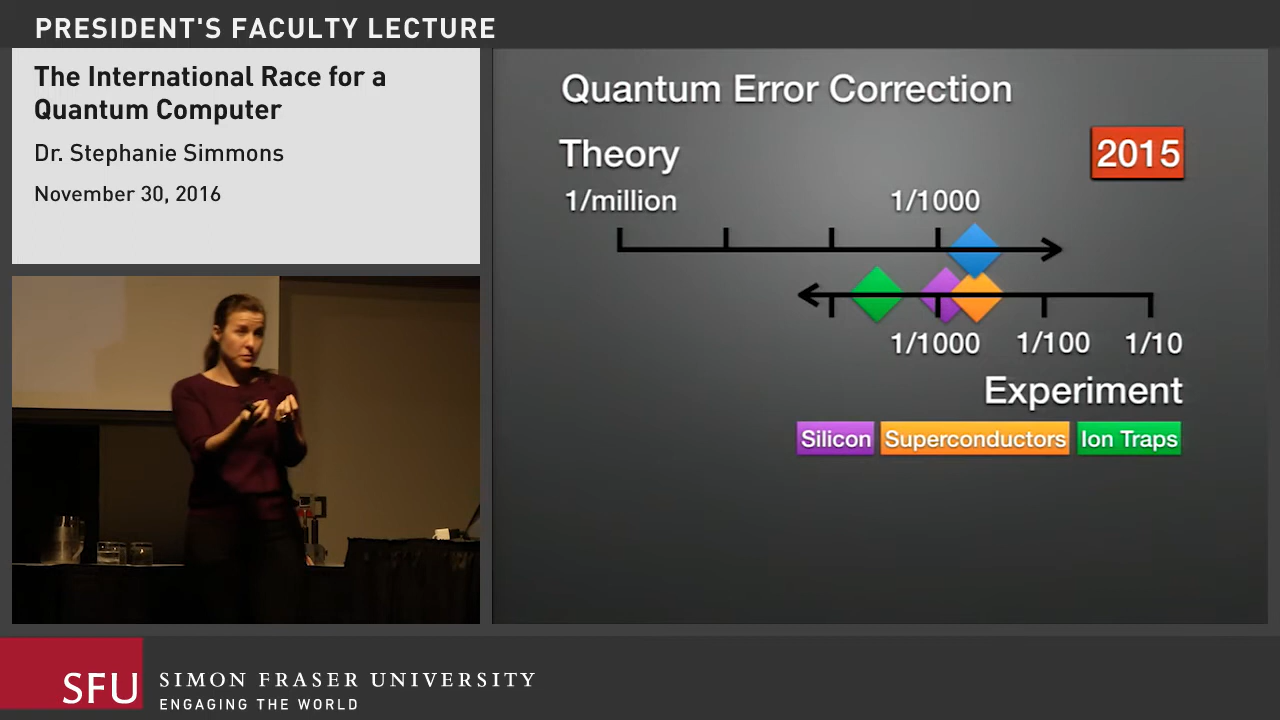 PRESIDENT'S FACULTY LECTURE
The International Race for a
Quantum Computer
Dr. Stephanie Simmons
November 30, 2016
Quantum Error Correction
Theory
2015
1/million
1/1000
1/1000
1/100
1/10
Experiment
Silicon
Superconductors
Ion Traps
SFU
SIMON FRASER UNIVERSITY
ENGAGING THE WORLD